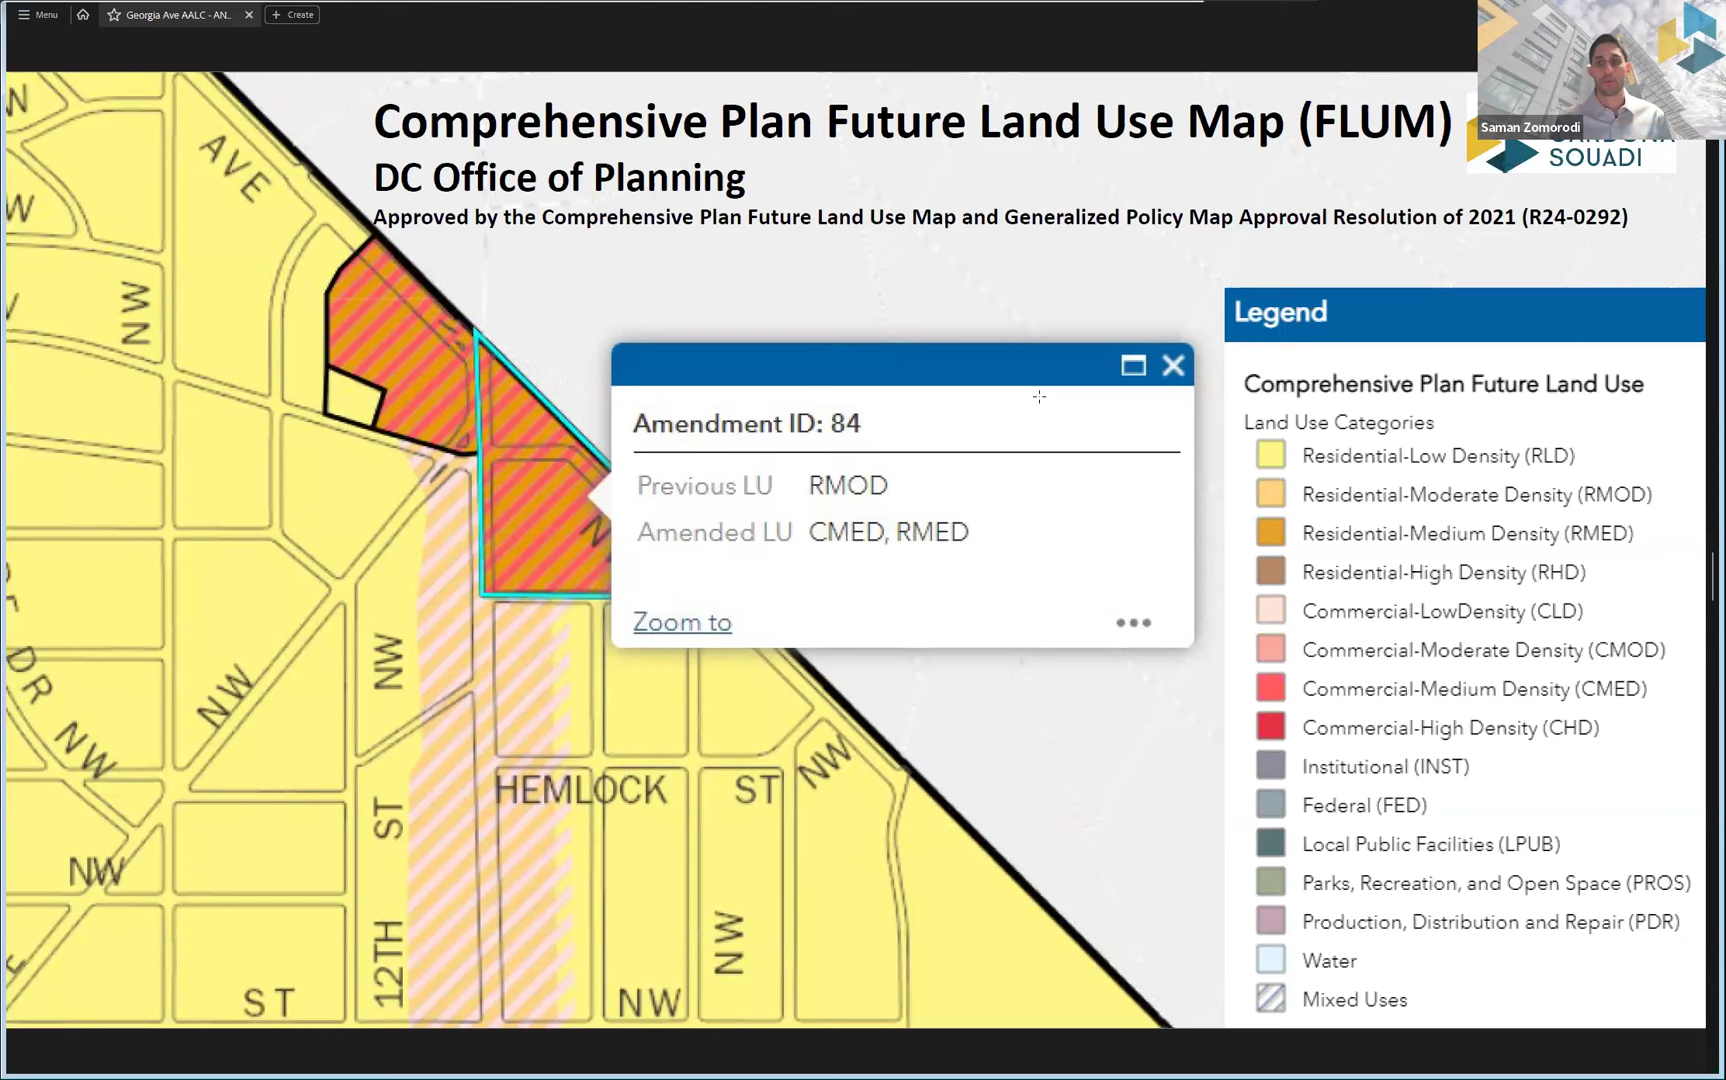 Menu
Georgia Ave AALC - AN..
Create
Saman Zomorodi
SOUADI
Comprehensive Plan Future Land Use Map (FLUM)
DC Office of Planning
Approved by the Comprehensive Plan Future Land Use Map and Generalized Policy Map Approval Resolution of 2021 (R24-0292)
AVE
NW
Amendment ID: 84
Previous LU RMOD
Amended LU CMED, RMED
Zoom to
Legend
Comprehensive Plan Future Land Use
Land Use Categories
Residential-Low Density (RLD)
Residential-Moderate Density (RMOD)
Residential-Medium Density (RMED)
Residential-High Density (RHD)
Commercial-LowDensity (CLD)
Commercial-Moderate Density (CMOD)
Commercial-Medium Density (CMED)
Commercial-High Density (CHD)
Institutional (INST)
Federal (FED)
Local Public Facilities (LPUB)
Parks, Recreation, and Open Space (PROS)
Production, Distribution and Repair (PDR)
Water
Mixed Uses
DR NW
NW
NW
HEMLOCK ST NW
NW
12TH ST
NW
ST
NW